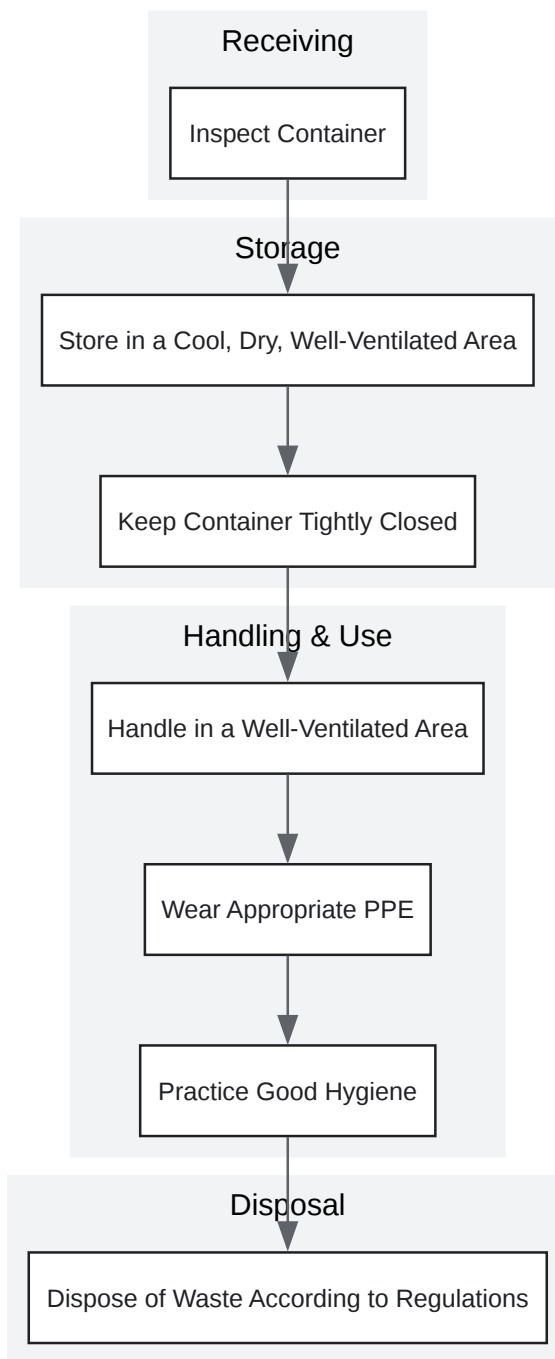 Receiving
Inspect Container
Storage
Store in a Cool, Dry, Well-Ventilated Area
Keep Container Tightly Closed
Handling & Use
Handle in a Well-Ventilated Area
Wear Appropriate PPE
Practice Good Hygiene
Disposal
Dispose of Waste According to Regulations